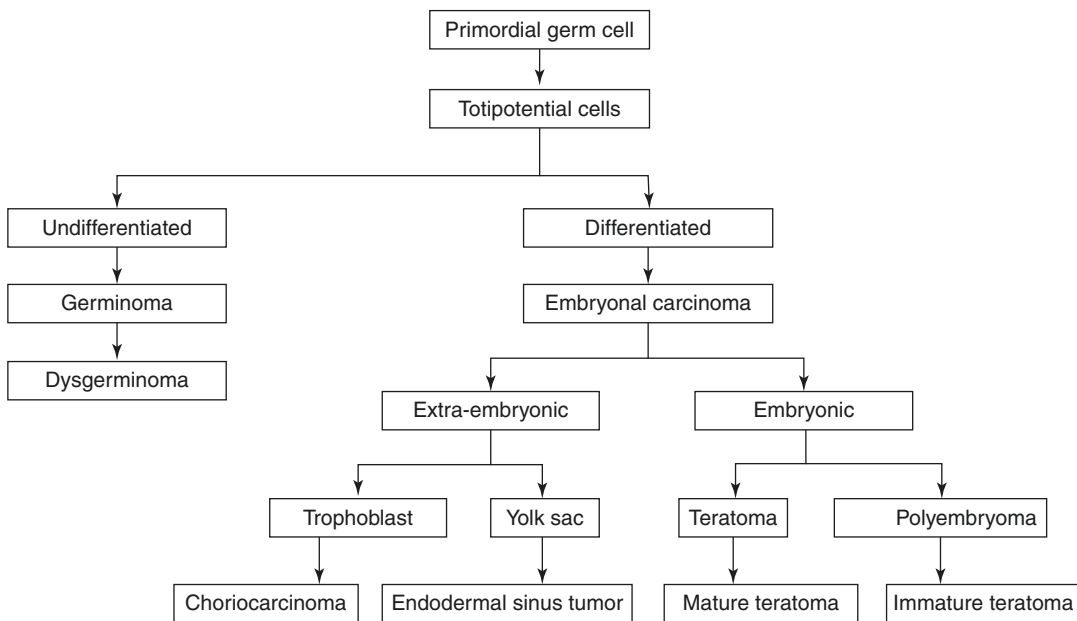 Primordial germ cell
Totipotential cells
Undifferentiated
Differentiated
Germinoma
Embryonal carcinoma
Dysgerminoma
Extra-embryonic
Embryonic
Trophoblast
Yolk sac
Teratoma
Polyembryoma
Choriocarcinoma
Endodermal sinus tumor
Mature teratoma
Immature teratoma